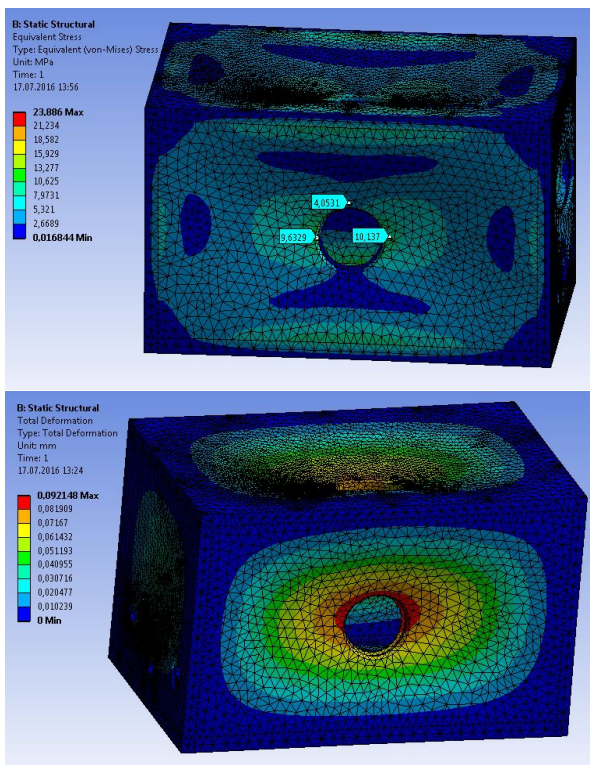 B: Static Structural
Equivalent Stress
Type: Equivalent (von-Mises) Stress
Unit: MPa
Time: 1
17.07.2016 13:56
23,886 Max
21,234
18,582
15,929
13,277
10,625
7,9731
5,321
2,6689
0,016844 Min
4,0531
9,6329
10,137
B: Static Structural
Total Deformation
Type: Total Deformation
Unit: mm
Time: 1
17.07.2016 13:24
0,092148 Max
0,081909
0,07167
0,061432
0,051193
0,040955
0,030716
0,020477
0,010239
0 Min